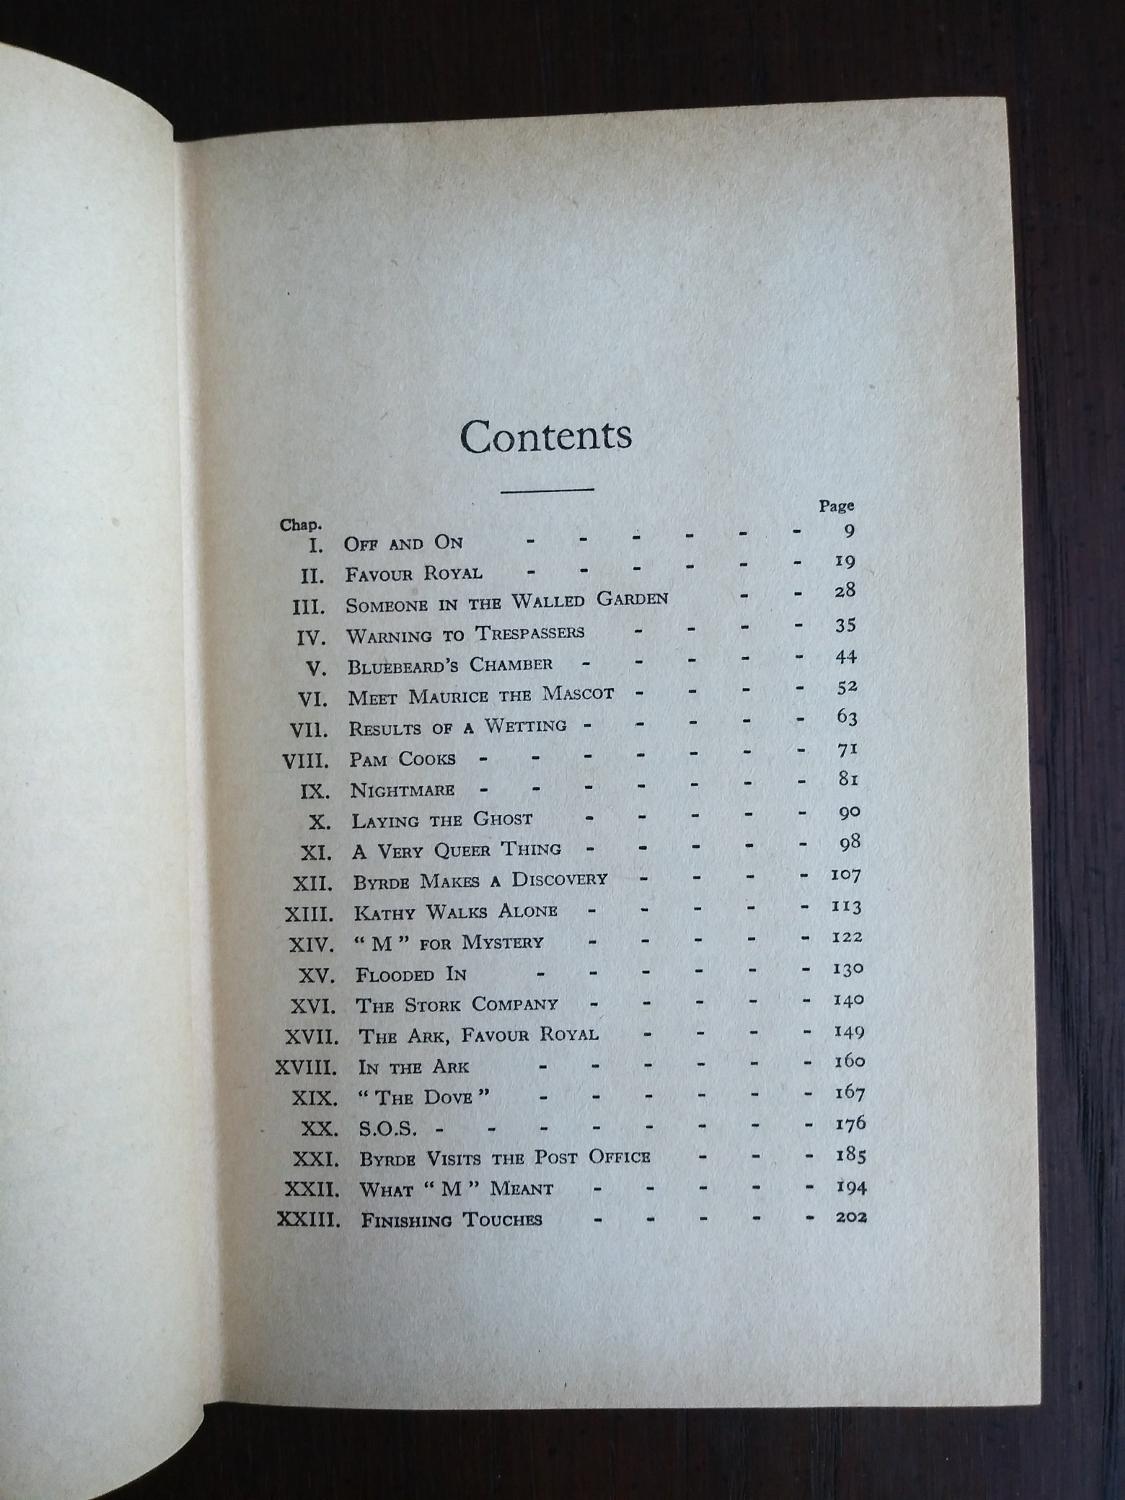 Contents
Chap. Page
I. Off and On - - - - - - 9
II. Favour Royal - - - - - - 19
III. Someone in the Walled Garden - - 28
IV. Warning to Trespassers - - - - 35
V. Bluebeard's Chamber - - - - - 44
VI. Meet Maurice the Mascot - - - - 52
VII. Results of a Wetting - - - - - 63
VIII. Pam Cooks - - - - - - - 71
IX. Nightmare - - - - - - - 81
X. Laying the Ghost - - - - - 90
XI. A Very Queer Thing - - - - - 98
XII. Byrde Makes a Discovery - - - - 107
XIII. Kathy Walks Alone - - - - - 113
XIV. “ M ” for Mystery - - - - - 122
XV. Flooded In - - - - - - 130
XVI. The Stork Company - - - - - 140
XVII. The Ark, Favour Royal - - - - 149
XVIII. In the Ark - - - - - - 160
XIX. “ The Dove ” - - - - - - 167
XX. S.O.S. - - - - - - - - 176
XXI. Byrde Visits the Post Office - - - 185
XXII. What “ M ” Meant - - - - - 194
XXIII. Finishing Touches - - - - - 202